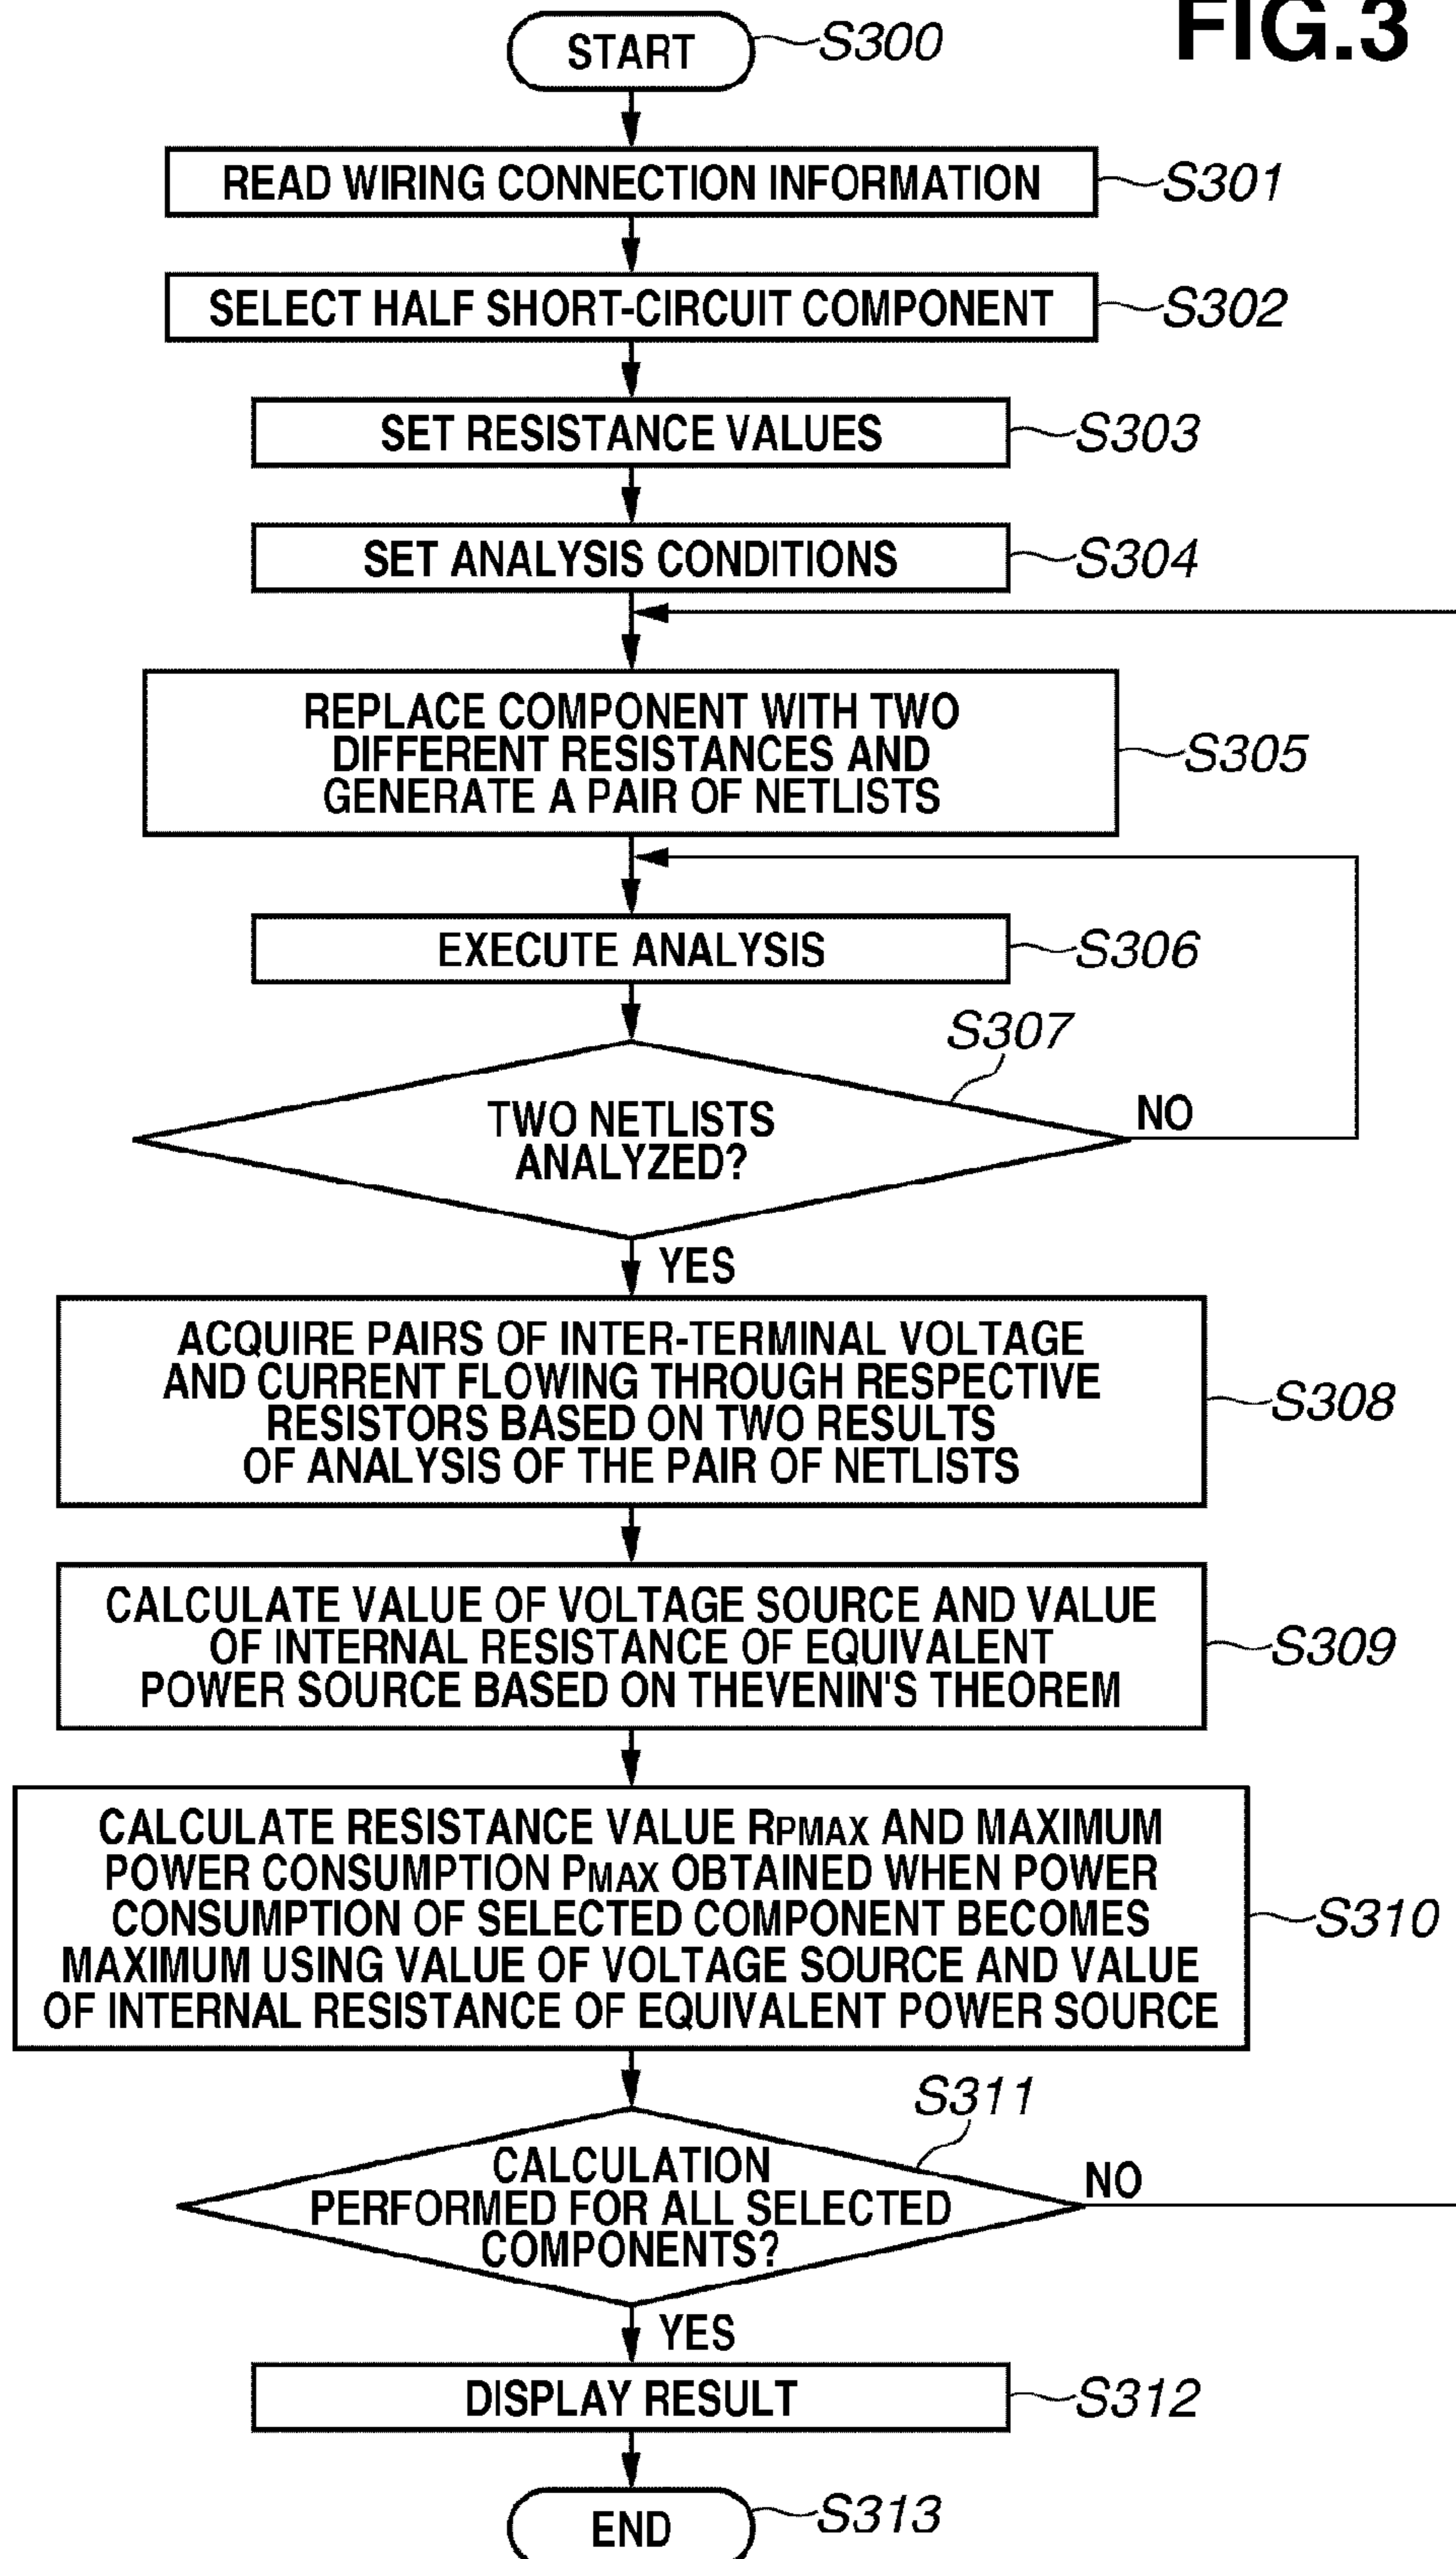 FIG.3
START
S300
READ WIRING CONNECTION INFORMATION
S301
SELECT HALF SHORT-CIRCUIT COMPONENT
S302
SET RESISTANCE VALUES
S303
SET ANALYSIS CONDITIONS
S304
REPLACE COMPONENT WITH TWO
DIFFERENT RESISTANCES AND
GENERATE A PAIR OF NETLISTS
S305
EXECUTE ANALYSIS
S306
S307
TWO NETLISTS
ANALYZED?
NO
YES
ACQUIRE PAIRS OF INTER-TERMINAL VOLTAGE
AND CURRENT FLOWING THROUGH RESPECTIVE
RESISTORS BASED ON TWO RESULTS
OF ANALYSIS OF THE PAIR OF NETLISTS
S308
CALCULATE VALUE OF VOLTAGE SOURCE AND VALUE
OF INTERNAL RESISTANCE OF EQUIVALENT
POWER SOURCE BASED ON THEVENIN'S THEOREM
S309
CALCULATE RESISTANCE VALUE RPMAX AND MAXIMUM
POWER CONSUMPTION PMAX OBTAINED WHEN POWER
CONSUMPTION OF SELECTED COMPONENT BECOMES
MAXIMUM USING VALUE OF VOLTAGE SOURCE AND VALUE
OF INTERNAL RESISTANCE OF EQUIVALENT POWER SOURCE
S310
S311
CALCULATION
PERFORMED FOR ALL SELECTED
COMPONENTS?
NO
YES
DISPLAY RESULT
S312
END
S313